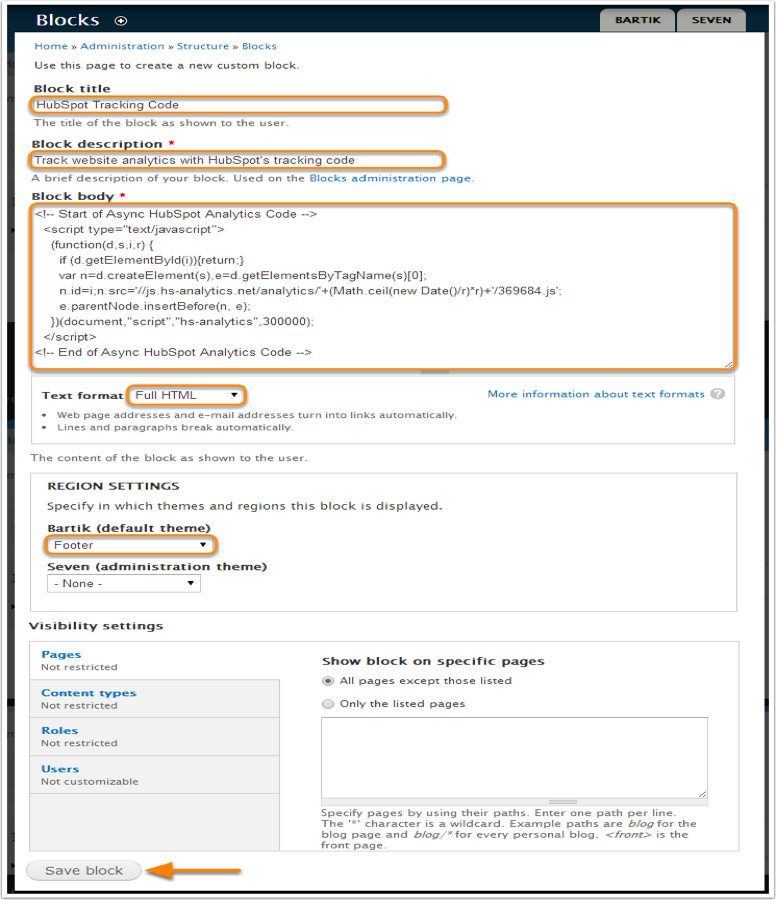 Blocks
BARTIK SEVEN
Home » Administration » Structure » Blocks
Use this page to create a new custom block.
Block title
HubSpot Tracking Code
The title of the block as shown to the user.
Block description *
Track website analytics with HubSpot's tracking code
A brief description of your block. Used on the Blocks administration page.
Block body *
<!-- Start of Async HubSpot Analytics Code -->
<script type="text/javascript">
(function(d,s,i,r) {
if (d.getElementById(i)){return;}
var n=d.createElement(s),e=d.getElementsByTagName(s)[0];
n.id=i;n.src='//js.hs-analytics.net/analytics/'+(Math.ceil(new Date()/r)*r)+'/369684.js';
e.parentNode.insertBefore(n, e);
})(document,"script","hs-analytics",300000);
</script>
<!-- End of Async HubSpot Analytics Code -->
Text format Full HTML
More information about text formats ?
• Web page addresses and e-mail addresses turn into links automatically.
• Lines and paragraphs break automatically.
The content of the block as shown to the user.
REGION SETTINGS
Specify in which themes and regions this block is displayed.
Bartik (default theme)
Footer
Seven (administration theme)
- None -
Visibility settings
Pages
Not restricted
Content types
Not restricted
Roles
Not restricted
Users
Not customizable
Show block on specific pages
All pages except those listed
Only the listed pages
Specify pages by using their paths. Enter one path per line.
The '*' character is a wildcard. Example paths are blog for the
blog page and blog/* for every personal blog. <front> is the
front page.
Save block